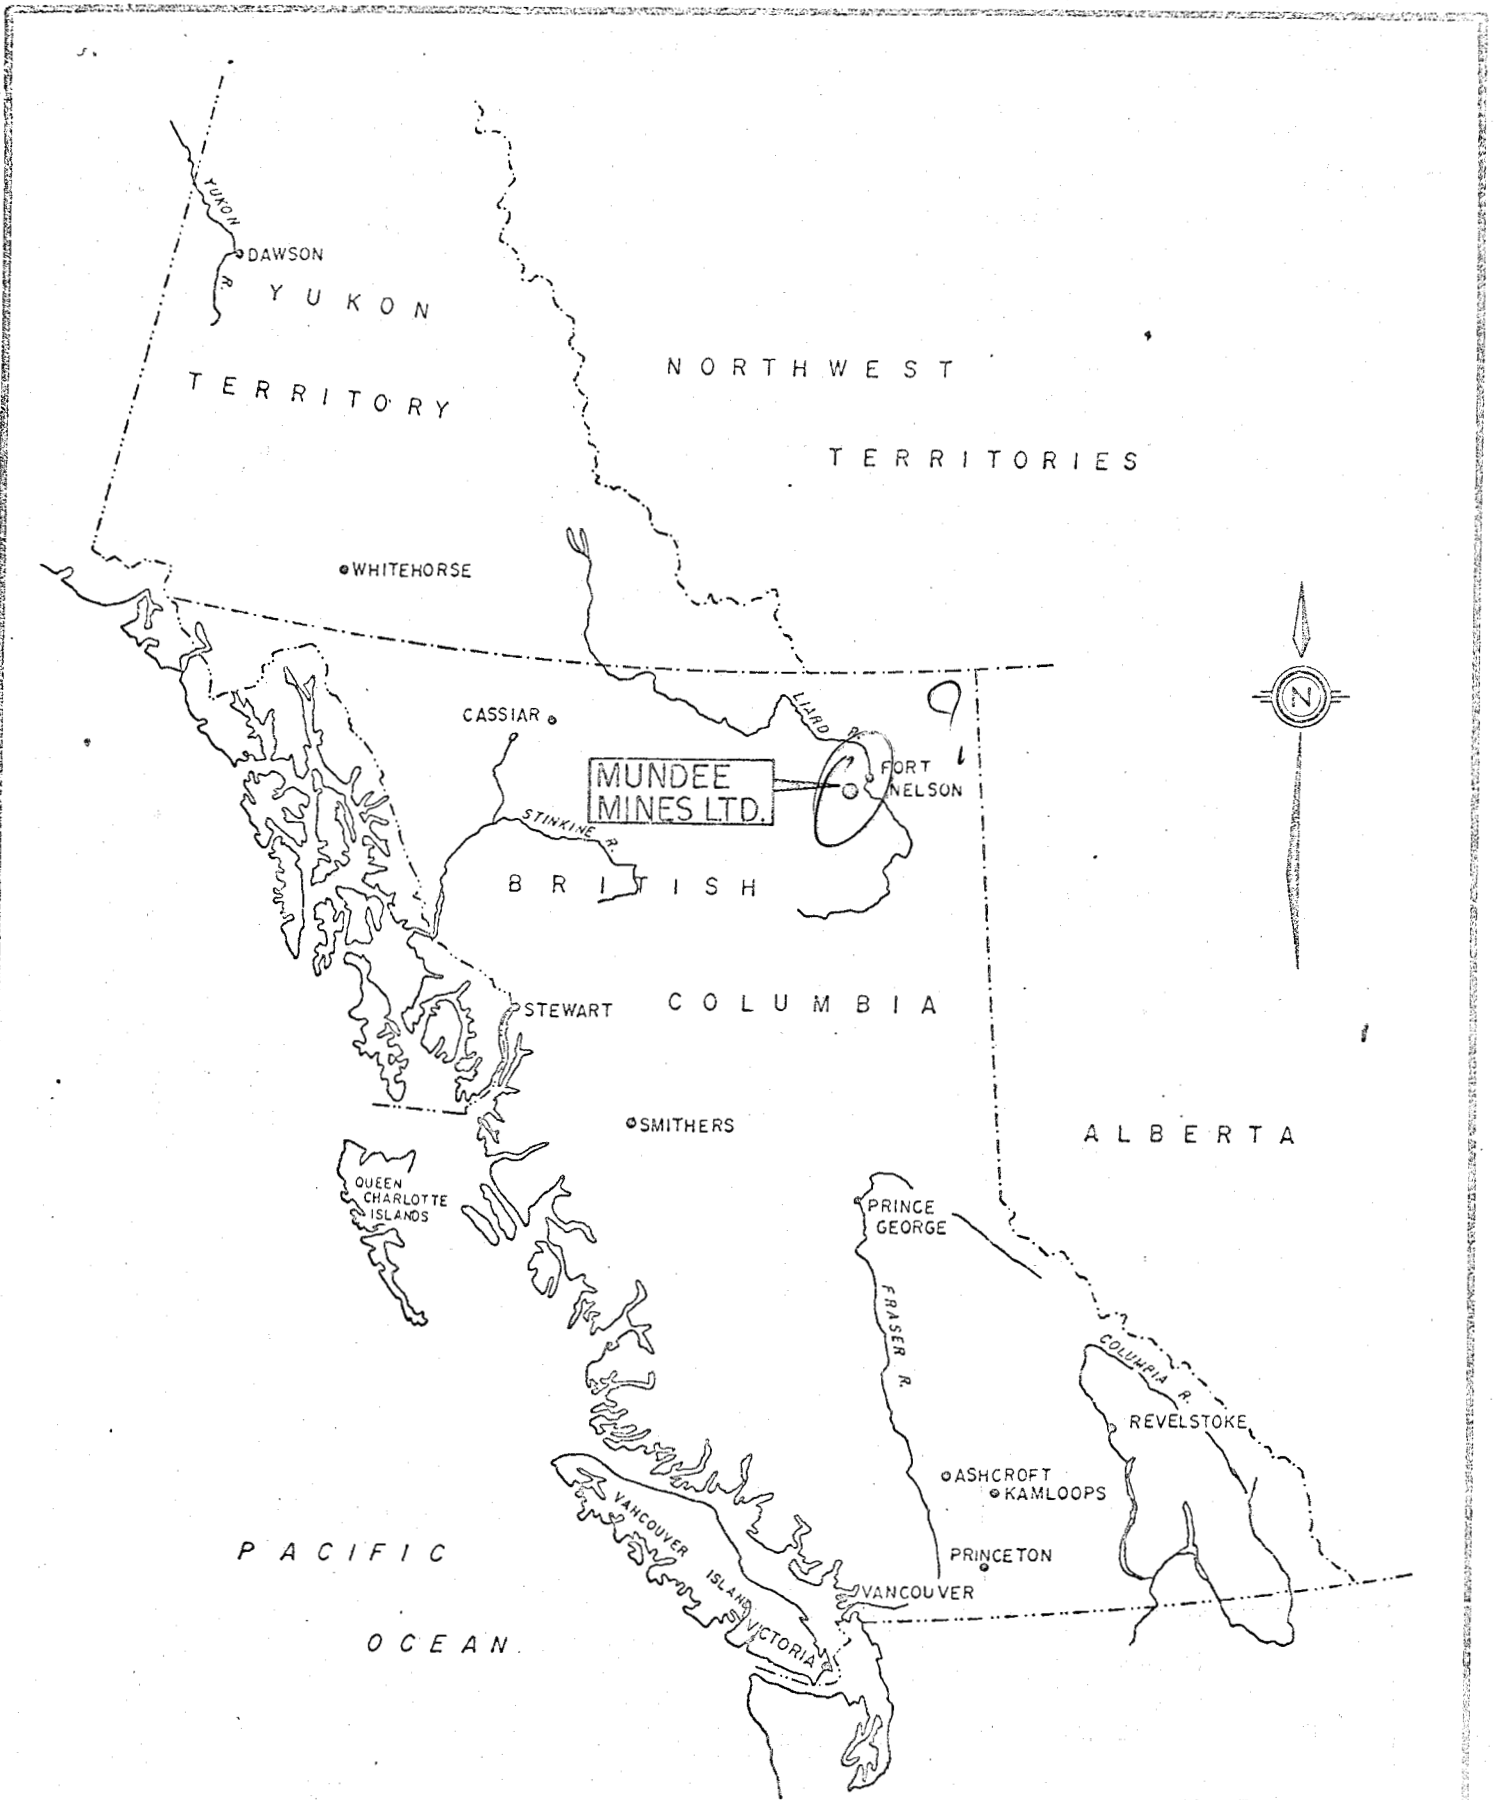 YUKON
R.
DAWSON
YUKON
TERRITORY
NORTHWEST
TERRITORIES
WHITEHORSE
N
CASSIAR
LIARD R.
MUNDEE
MINES LTD.
FORT
NELSON
STINKINE R.
BRITISH
COLUMBIA
STEWART
SMITHERS
ALBERTA
QUEEN
CHARLOTTE
ISLANDS
PRINCE
GEORGE
FRASER R.
COLUMBIA R.
REVELSTOKE
ASHCROFT
KAMLOOPS
VANCOUVER ISLAND
PACIFIC
PRINCETON
VANCOUVER
VICTORIA
OCEAN